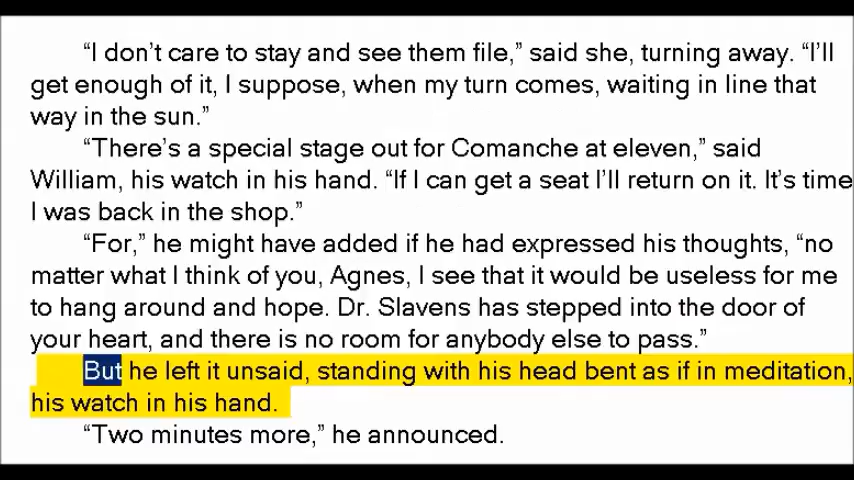 “I don’t care to stay and see them file,” said she, turning away. “I’ll
get enough of it, I suppose, when my turn comes, waiting in line that
way in the sun.”
“There’s a special stage out for Comanche at eleven,” said
William, his watch in his hand. “If I can get a seat I’ll return on it. It’s time
I was back in the shop.”
“For,” he might have added if he had expressed his thoughts, “no
matter what I think of you, Agnes, I see that it would be useless for me
to hang around and hope. Dr. Slavens has stepped into the door of
your heart, and there is no room for anybody else to pass.”
But he left it unsaid, standing with his head bent as if in meditation,
his watch in his hand.
“Two minutes more,” he announced.